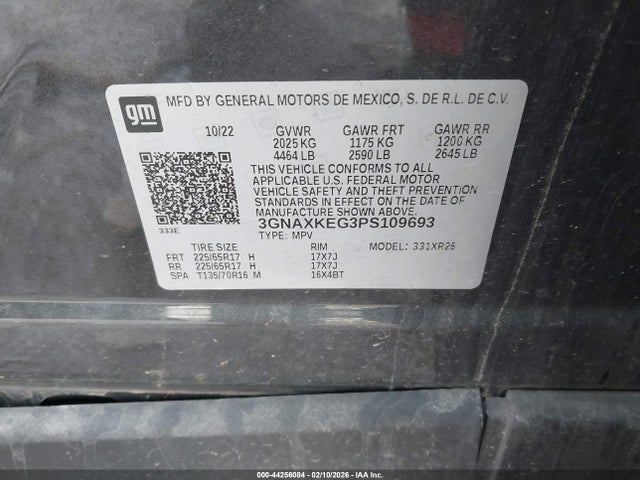 gm
MFD BY GENERAL MOTORS DE MEXICO, S. DE R.L. DE C.V.
10/22 GVWR GAWR FRT GAWR RR
2025 KG 1175 KG 1200 KG
4464 LB 2590 LB 2645 LB
THIS VEHICLE CONFORMS TO ALL
APPLICABLE U.S. FEDERAL MOTOR
VEHICLE SAFETY AND THEFT PREVENTION
STANDARDS IN EFFECT ON THE DATE OF
MANUFACTURE SHOWN ABOVE.
333E
3GNAXKEG3PS109693
TYPE: MPV MODEL: 331XR26
TIRE SIZE RIM
FRT 225/65R17 H 17X7J
RR 225/65R17 H 17X7J
SPA T135/70R16 M 16X4BT
000-44256084 - 02/10/2026 - IAA Inc.